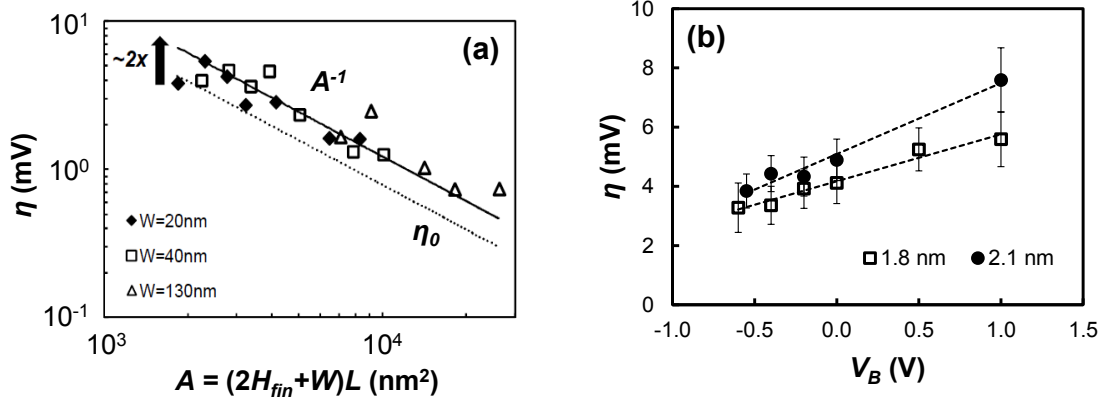 (a)
10¹
~2x
A⁻¹
η (mV)
10⁰
η₀
W=20nm
W=40nm
W=130nm
10⁻¹
10³
10⁴
A = (2H_fin+W)L (nm²)
(b)
10
8
6
4
2
0
η (mV)
1.8 nm
2.1 nm
-1.0
-0.5
0.0
0.5
1.0
1.5
V_B (V)